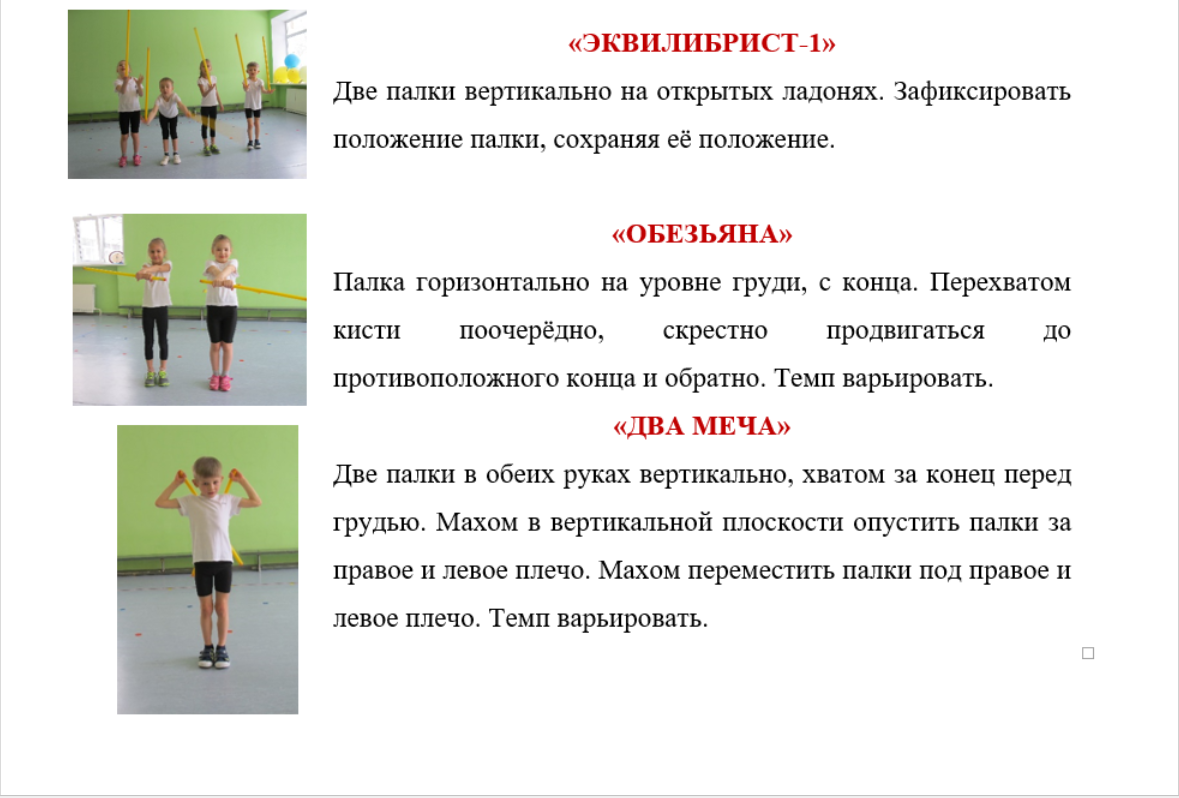 «ЭКВИЛИБРИСТ-1»
Две палки вертикально на открытых ладонях. Зафиксировать
положение палки, сохраняя её положение.
«ОБЕЗЬЯНА»
Палка горизонтально на уровне груди, с конца. Перехватом
кисти поочерёдно, скрестно продвигаться до
противоположного конца и обратно. Темп варьировать.
«ДВА МЕЧА»
Две палки в обеих руках вертикально, хватом за конец перед
грудью. Махом в вертикальной плоскости опустить палки за
правое и левое плечо. Махом переместить палки под правое и
левое плечо. Темп варьировать.